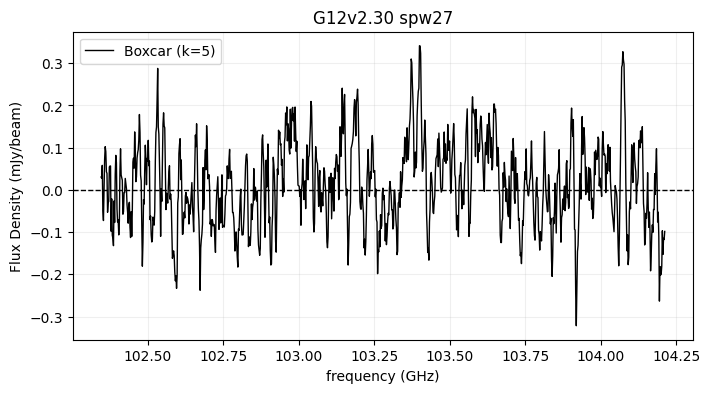 G12v2.30 spw27
Boxcar (k=5)
Flux Density (mJy/beam)
0.3
0.2
0.1
0.0
−0.1
−0.2
−0.3
102.50 102.75 103.00 103.25 103.50 103.75 104.00 104.25
frequency (GHz)